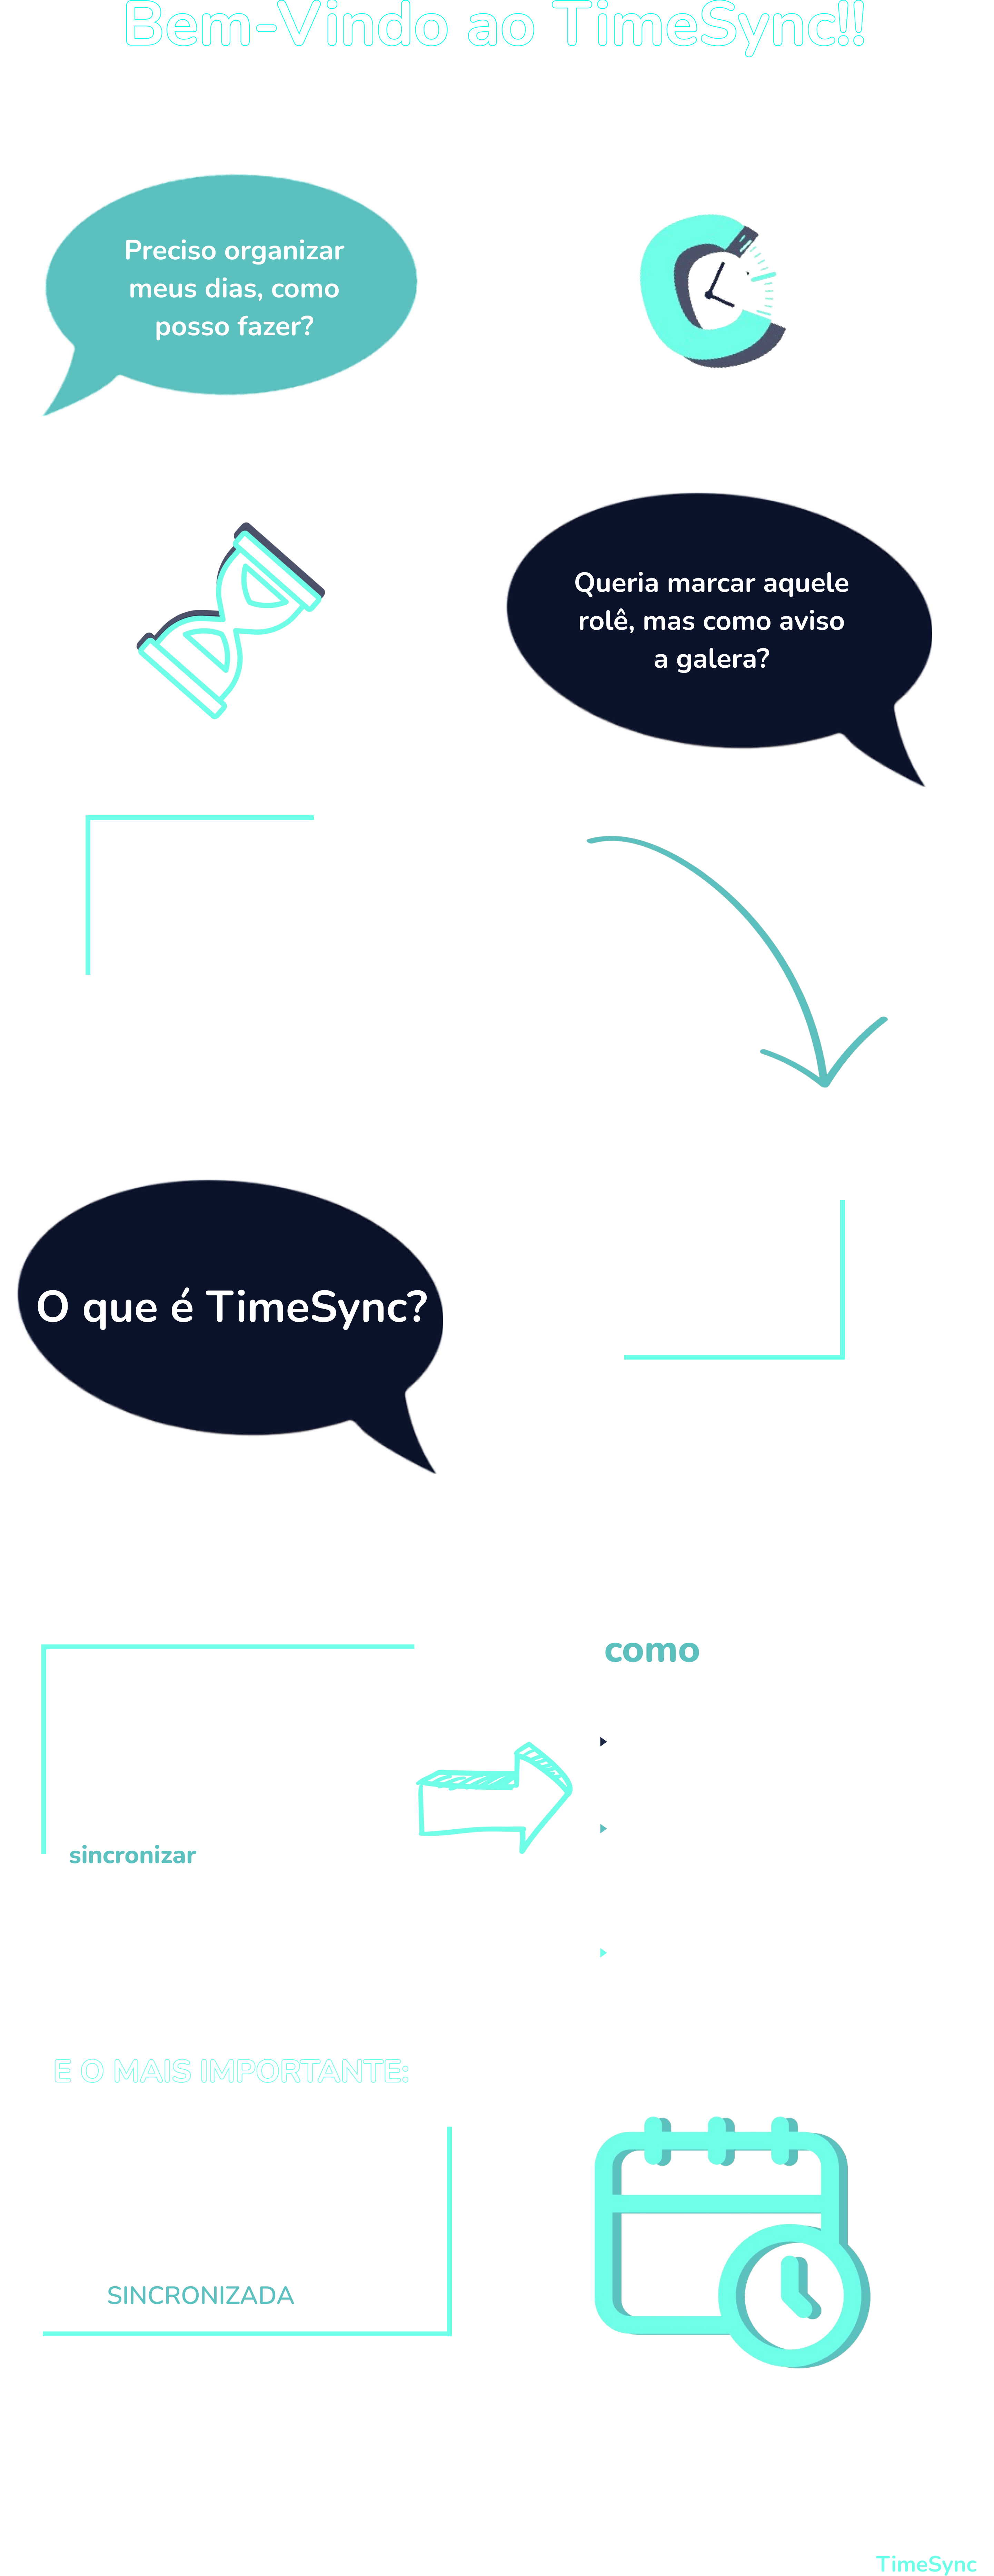 Bem-Vindo ao TimeSync!!
Preciso organizar
meus dias, como
posso fazer?
Queria marcar aquele
rolê, mas como aviso
a galera?
O que é TimeSync?
como
sincronizar
E O MAIS IMPORTANTE:
SINCRONIZADA
TimeSync